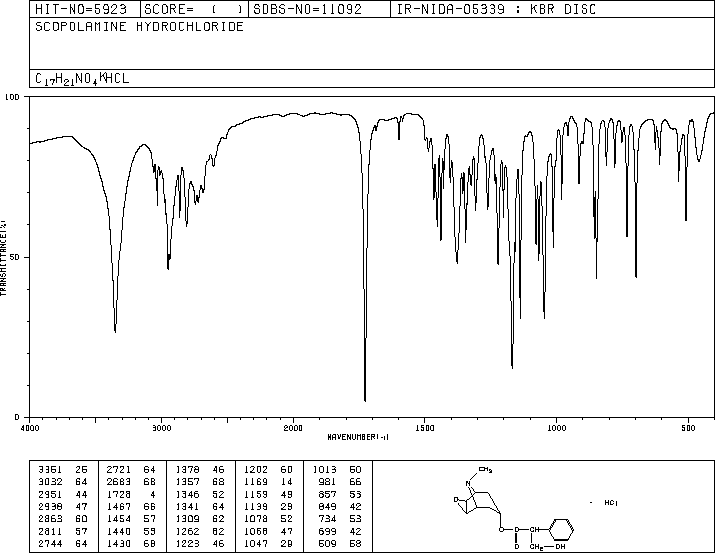 HIT-NO=5923 SCORE= ( ) SDBS-NO=11092 IR-NIDA-05339 : KBR DISC
SCOPOLAMINE HYDROCHLORIDE
C17H21NO4·HCL
100
50
0
TRANSMITTANCE(%)
4000 3000 2000 1500 1000 500
WAVENUMBER(-1)
3361 26 2721 64 1378 46 1202 60 1013 50
3032 64 2683 68 1357 68 1169 14 981 66
2951 44 1728 4 1346 52 1159 49 857 53
2938 47 1467 66 1341 64 1139 29 849 42
2863 60 1454 57 1309 62 1078 52 734 53
2811 57 1440 53 1262 62 1068 47 699 42
2744 64 1430 68 1223 46 1047 29 509 58
CH3
N
O
O
C
O
CH2
OH
· HCl